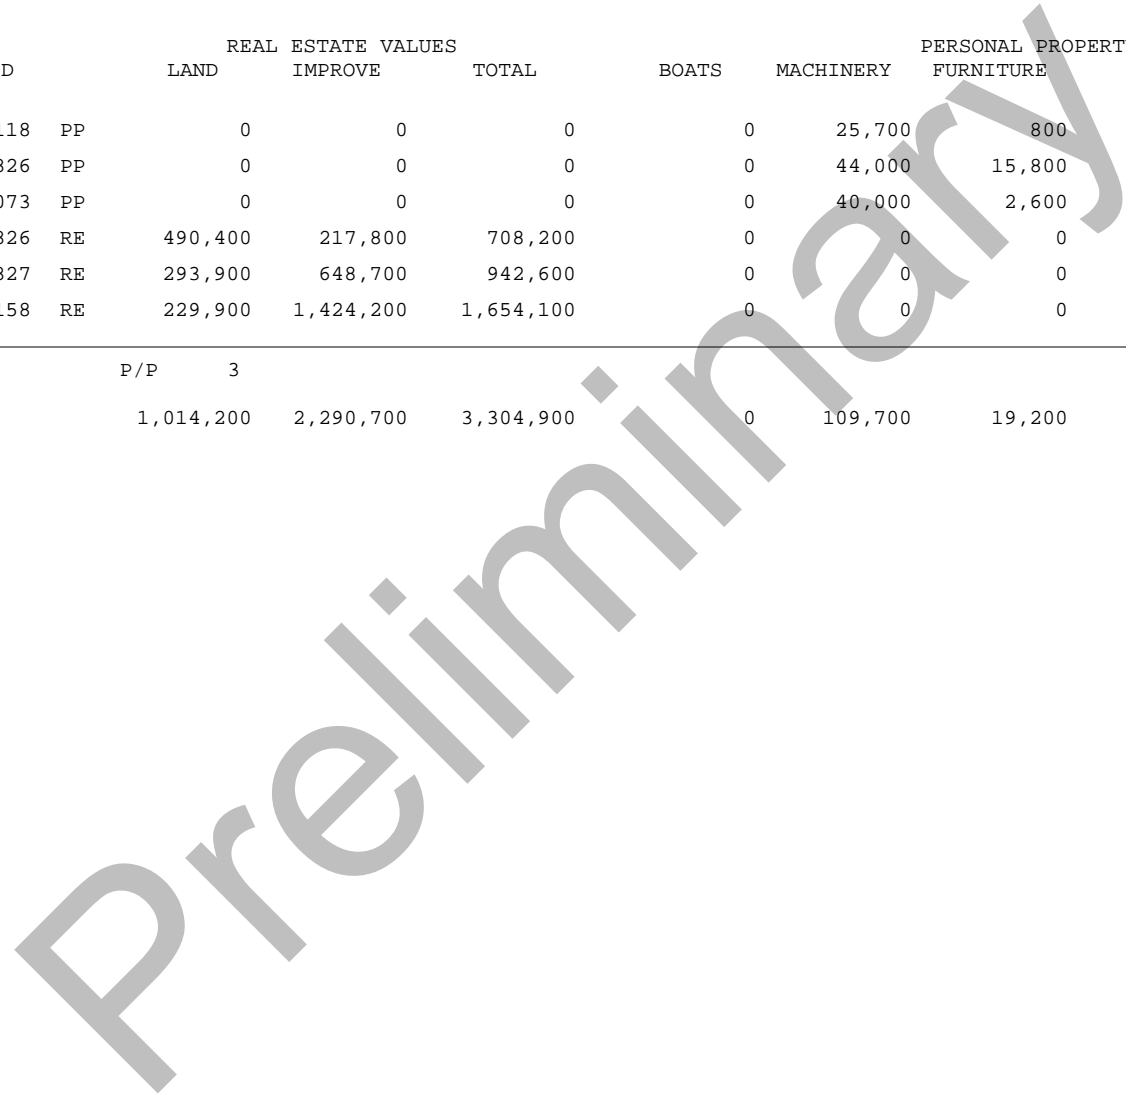 REAL ESTATE VALUES PERSONAL PROPERT
D LAND IMPROVE TOTAL BOATS MACHINERY FURNITURE
118 PP 0 0 0 0 25,700 800
326 PP 0 0 0 0 44,000 15,800
073 PP 0 0 0 0 40,000 2,600
326 RE 490,400 217,800 708,200 0 0 0
327 RE 293,900 648,700 942,600 0 0 0
158 RE 229,900 1,424,200 1,654,100 0 0 0
P/P 3
1,014,200 2,290,700 3,304,900 0 109,700 19,200
Preliminary